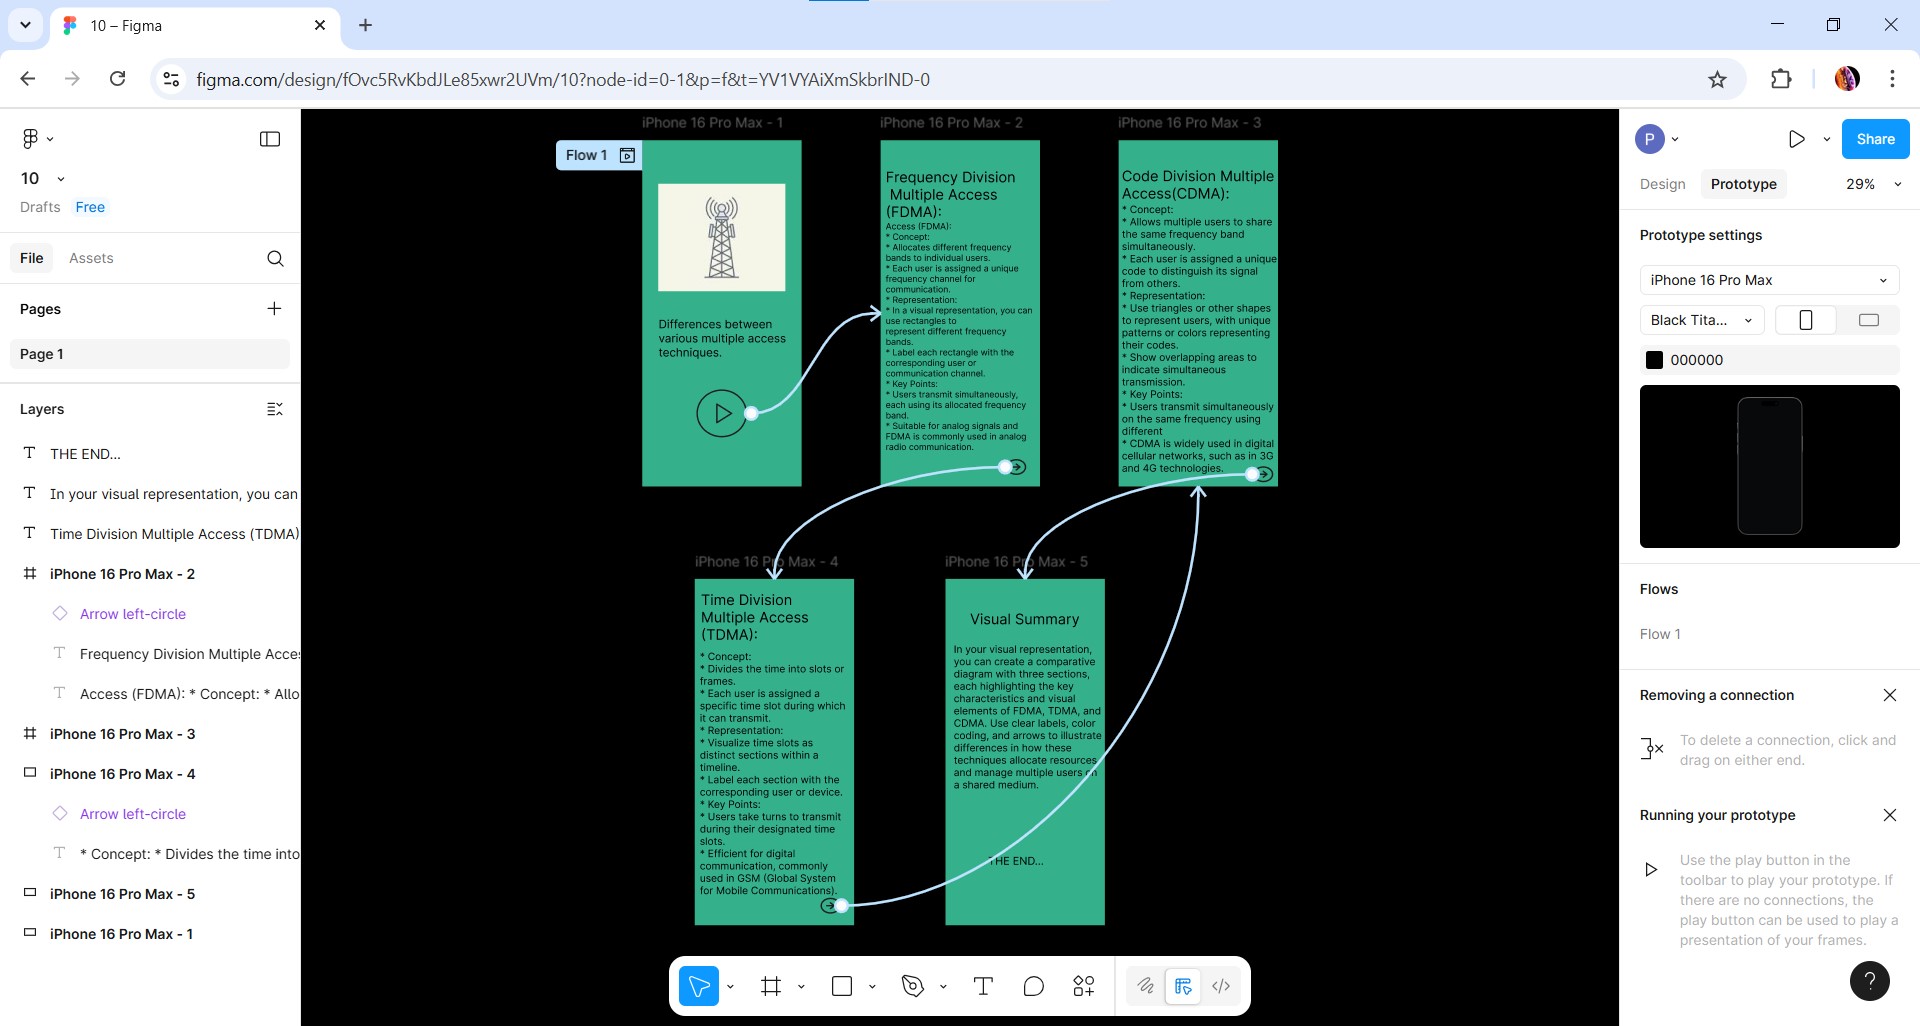 10 – Figma
figma.com/design/fOvc5RvKbdJLe85xwr2UVm/10?node-id=0-1&p=f&t=YV1VYAiXmSkbrIND-0
10
Drafts Free
File Assets
Pages
Page 1
Layers
THE END...
In your visual representation, you can
Time Division Multiple Access (TDMA)
iPhone 16 Pro Max - 2
Arrow left-circle
Frequency Division Multiple Acces
Access (FDMA): * Concept: * Allo
iPhone 16 Pro Max - 3
iPhone 16 Pro Max - 4
Arrow left-circle
* Concept: * Divides the time into
iPhone 16 Pro Max - 5
iPhone 16 Pro Max - 1
iPhone 16 Pro Max - 1
Flow 1
Differences between
various multiple access
techniques.
iPhone 16 Pro Max - 2
Frequency Division
Multiple Access
(FDMA):
Access (FDMA):
* Concept:
* Allocates different frequency
bands to individual users.
* Each user is assigned a unique
frequency channel for
communication.
* Representation:
* In a visual representation, you can
use rectangles to
represent different frequency
bands.
* Label each rectangle with the
corresponding user or
communication channel.
* Key Points:
* Users transmit simultaneously,
each using its allocated frequency
band.
* Suitable for analog signals and
FDMA is commonly used in analog
radio communication.
iPhone 16 Pro Max - 3
Code Division Multiple
Access(CDMA):
* Concept:
* Allows multiple users to share
the same frequency band
simultaneously.
* Each user is assigned a unique
code to distinguish its signal
from others.
* Representation:
* Use triangles or other shapes
to represent users, with unique
patterns or colors representing
their codes.
* Show overlapping areas to
indicate simultaneous
transmission.
* Key Points:
* Users transmit simultaneously
on the same frequency using
different
* CDMA is widely used in digital
cellular networks, such as in 3G
and 4G technologies.
iPhone 16 Pro Max - 4
Time Division
Multiple Access
(TDMA):
* Concept:
* Divides the time into slots or
frames.
* Each user is assigned a
specific time slot during which
it can transmit.
* Representation:
* Visualize time slots as
distinct sections within a
timeline.
* Label each section with the
corresponding user or device.
* Key Points:
* Users take turns to transmit
during their designated time
slots.
* Efficient for digital
communication, commonly
used in GSM (Global System
for Mobile Communications).
iPhone 16 Pro Max - 5
Visual Summary
In your visual representation,
you can create a comparative
diagram with three sections,
each highlighting the key
characteristics and visual
elements of FDMA, TDMA, and
CDMA. Use clear labels, color
coding, and arrows to illustrate
differences in how these
techniques allocate resources
and manage multiple users on
a shared medium.
THE END...
P
Share
Design Prototype 29%
Prototype settings
iPhone 16 Pro Max
Black Tita...
000000
Flows
Flow 1
Removing a connection
To delete a connection, click and
drag on either end.
Running your prototype
Use the play button in the
toolbar to play your prototype. If
there are no connections, the
play button can be used to play a
presentation of your frames.
?